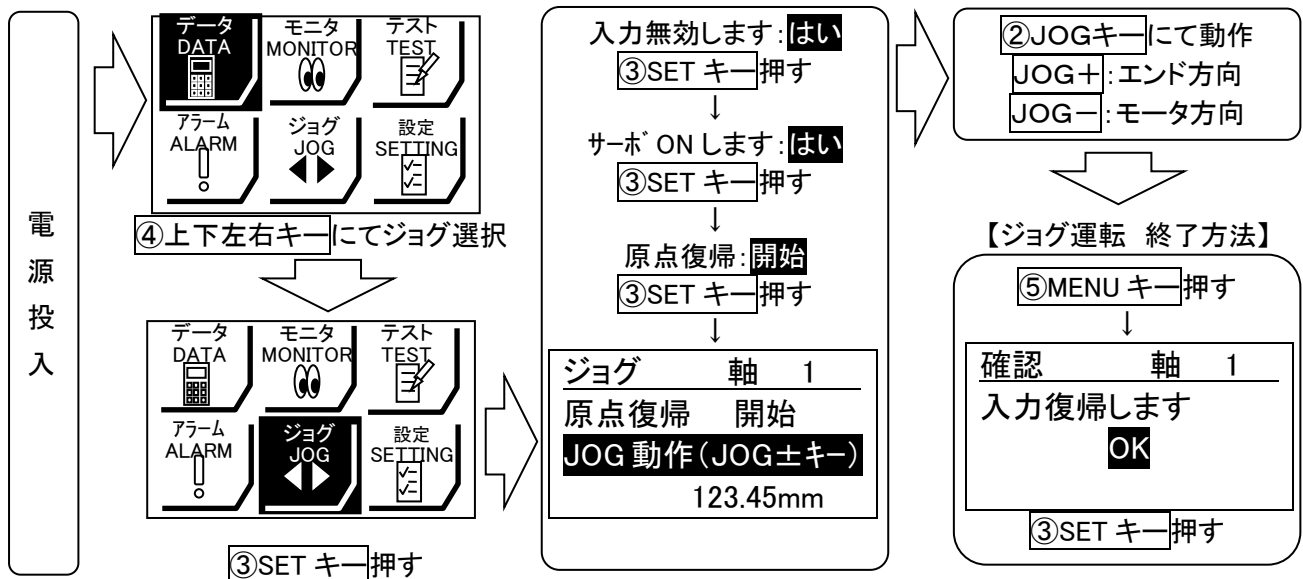 電源投入
データ モニタ テスト
DATA MONITOR TEST
アラーム ジョグ 設定
ALARM JOG SETTING
④上下左右キーにてジョグ選択
データ モニタ テスト
DATA MONITOR TEST
アラーム ジョグ 設定
ALARM JOG SETTING
③SET キー押す
入力無効します:はい
③SET キー押す
↓
サーボ ON します:はい
③SET キー押す
↓
原点復帰:開始
③SET キー押す
↓
ジョグ 軸 1
原点復帰 開始
JOG 動作(JOG±キー)
123.45mm
②JOGキーにて動作
JOG+:エンド方向
JOG-:モータ方向
【ジョグ運転 終了方法】
⑤MENU キー押す
↓
確認 軸 1
入力復帰します
OK
③SET キー押す